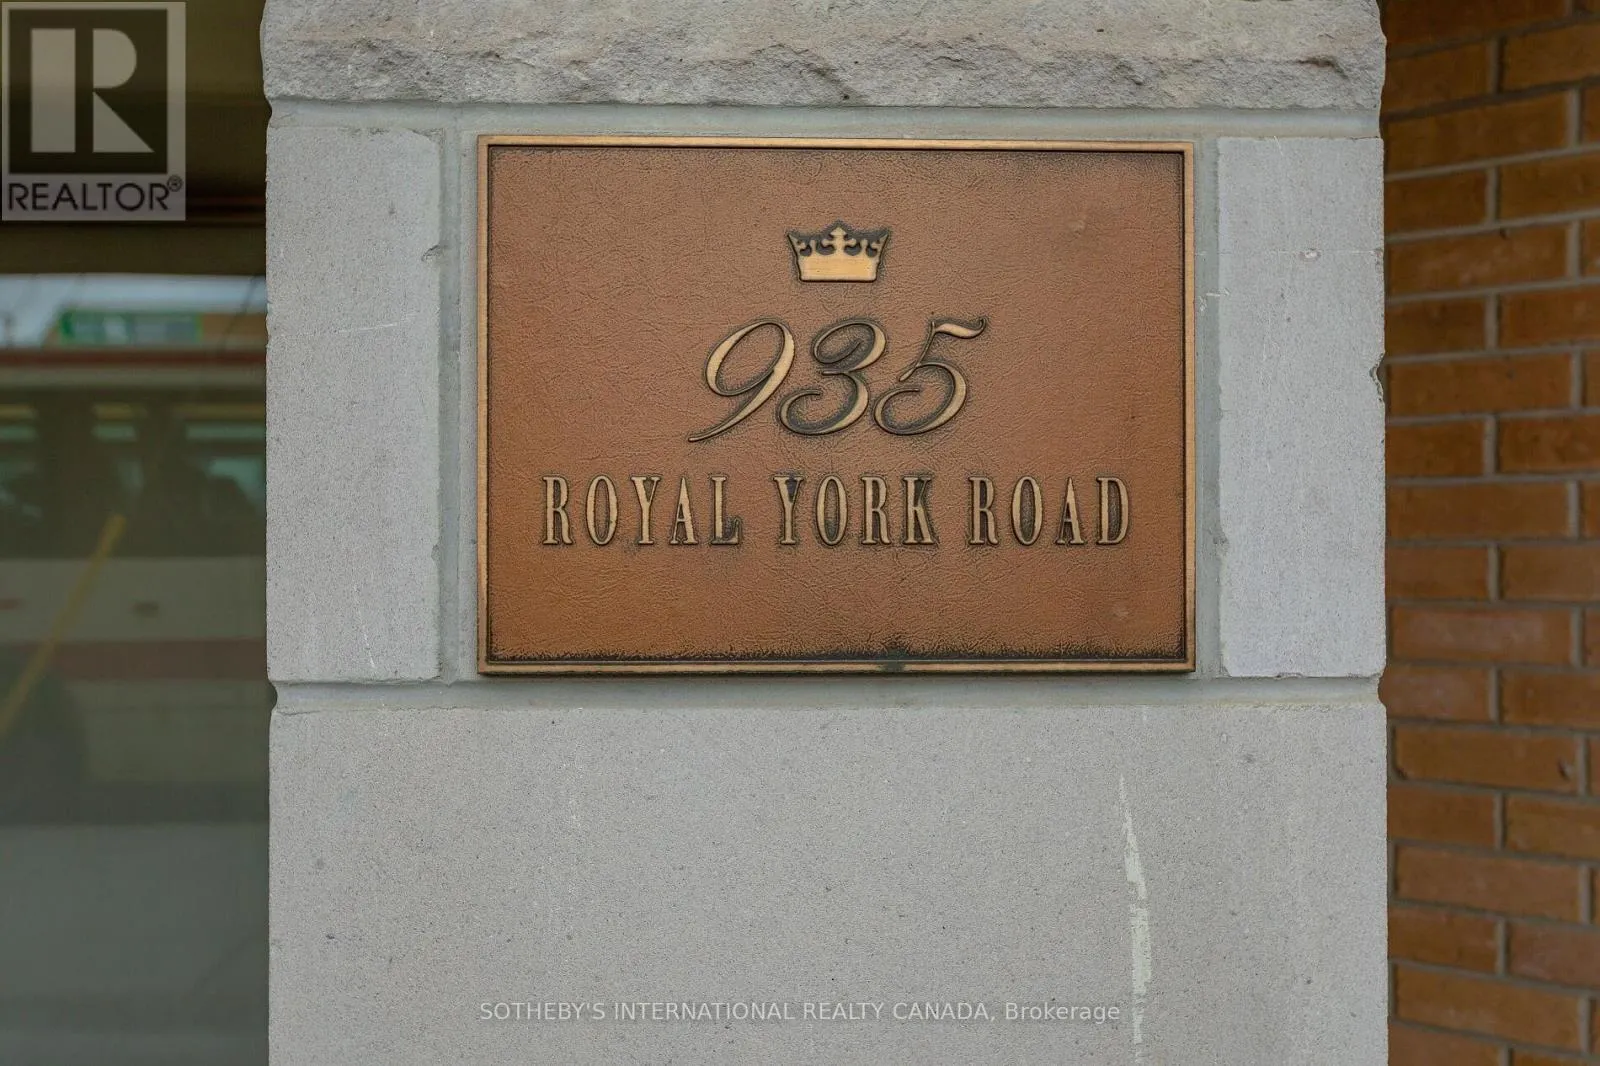 R
REALTOR®
935
ROYAL YORK ROAD
SOTHEBY'S INTERNATIONAL REALTY CANADA, Brokerage